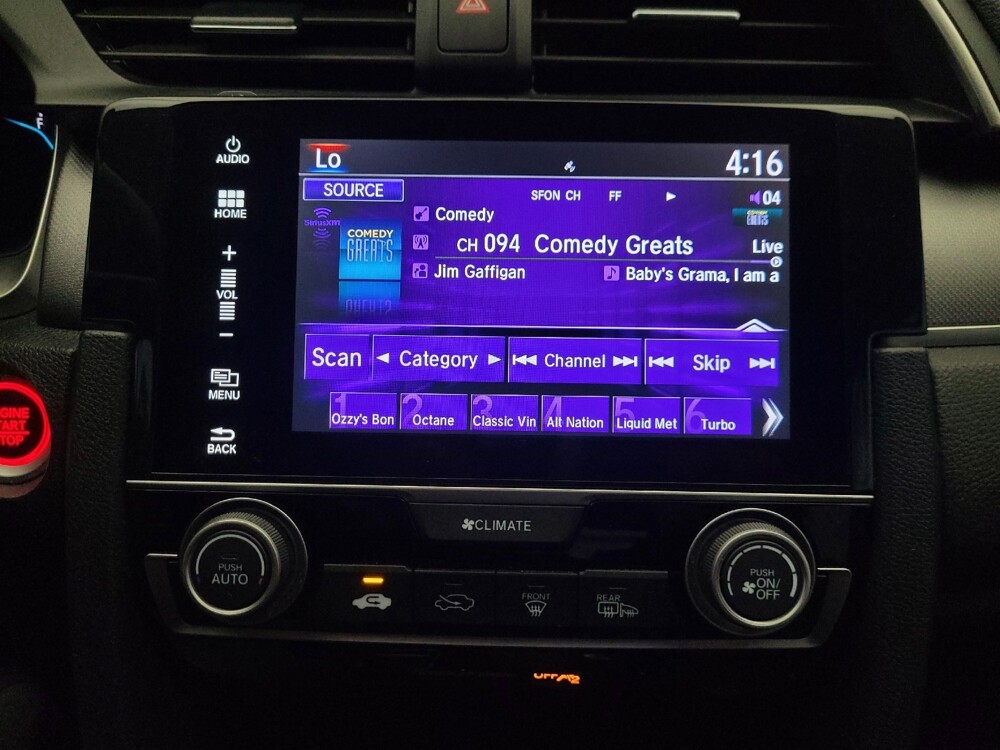 F
AUDIO
HOME
+
VOL
−
MENU
BACK
Lo
4:16
SOURCE
SFON CH FF
04
SiriusXM
Comedy
COMEDY
GREATS
CH 094 Comedy Greats
Live
Jim Gaffigan
Baby's Grama, I am a
Scan
Category
Channel
Skip
1 Ozzy's Bon
2 Octane
3 Classic Vin
4 Alt Nation
5 Liquid Met
6 Turbo
GINE
TART
TOP
CLIMATE
PUSH
AUTO
FRONT
REAR
PUSH
ON/
OFF